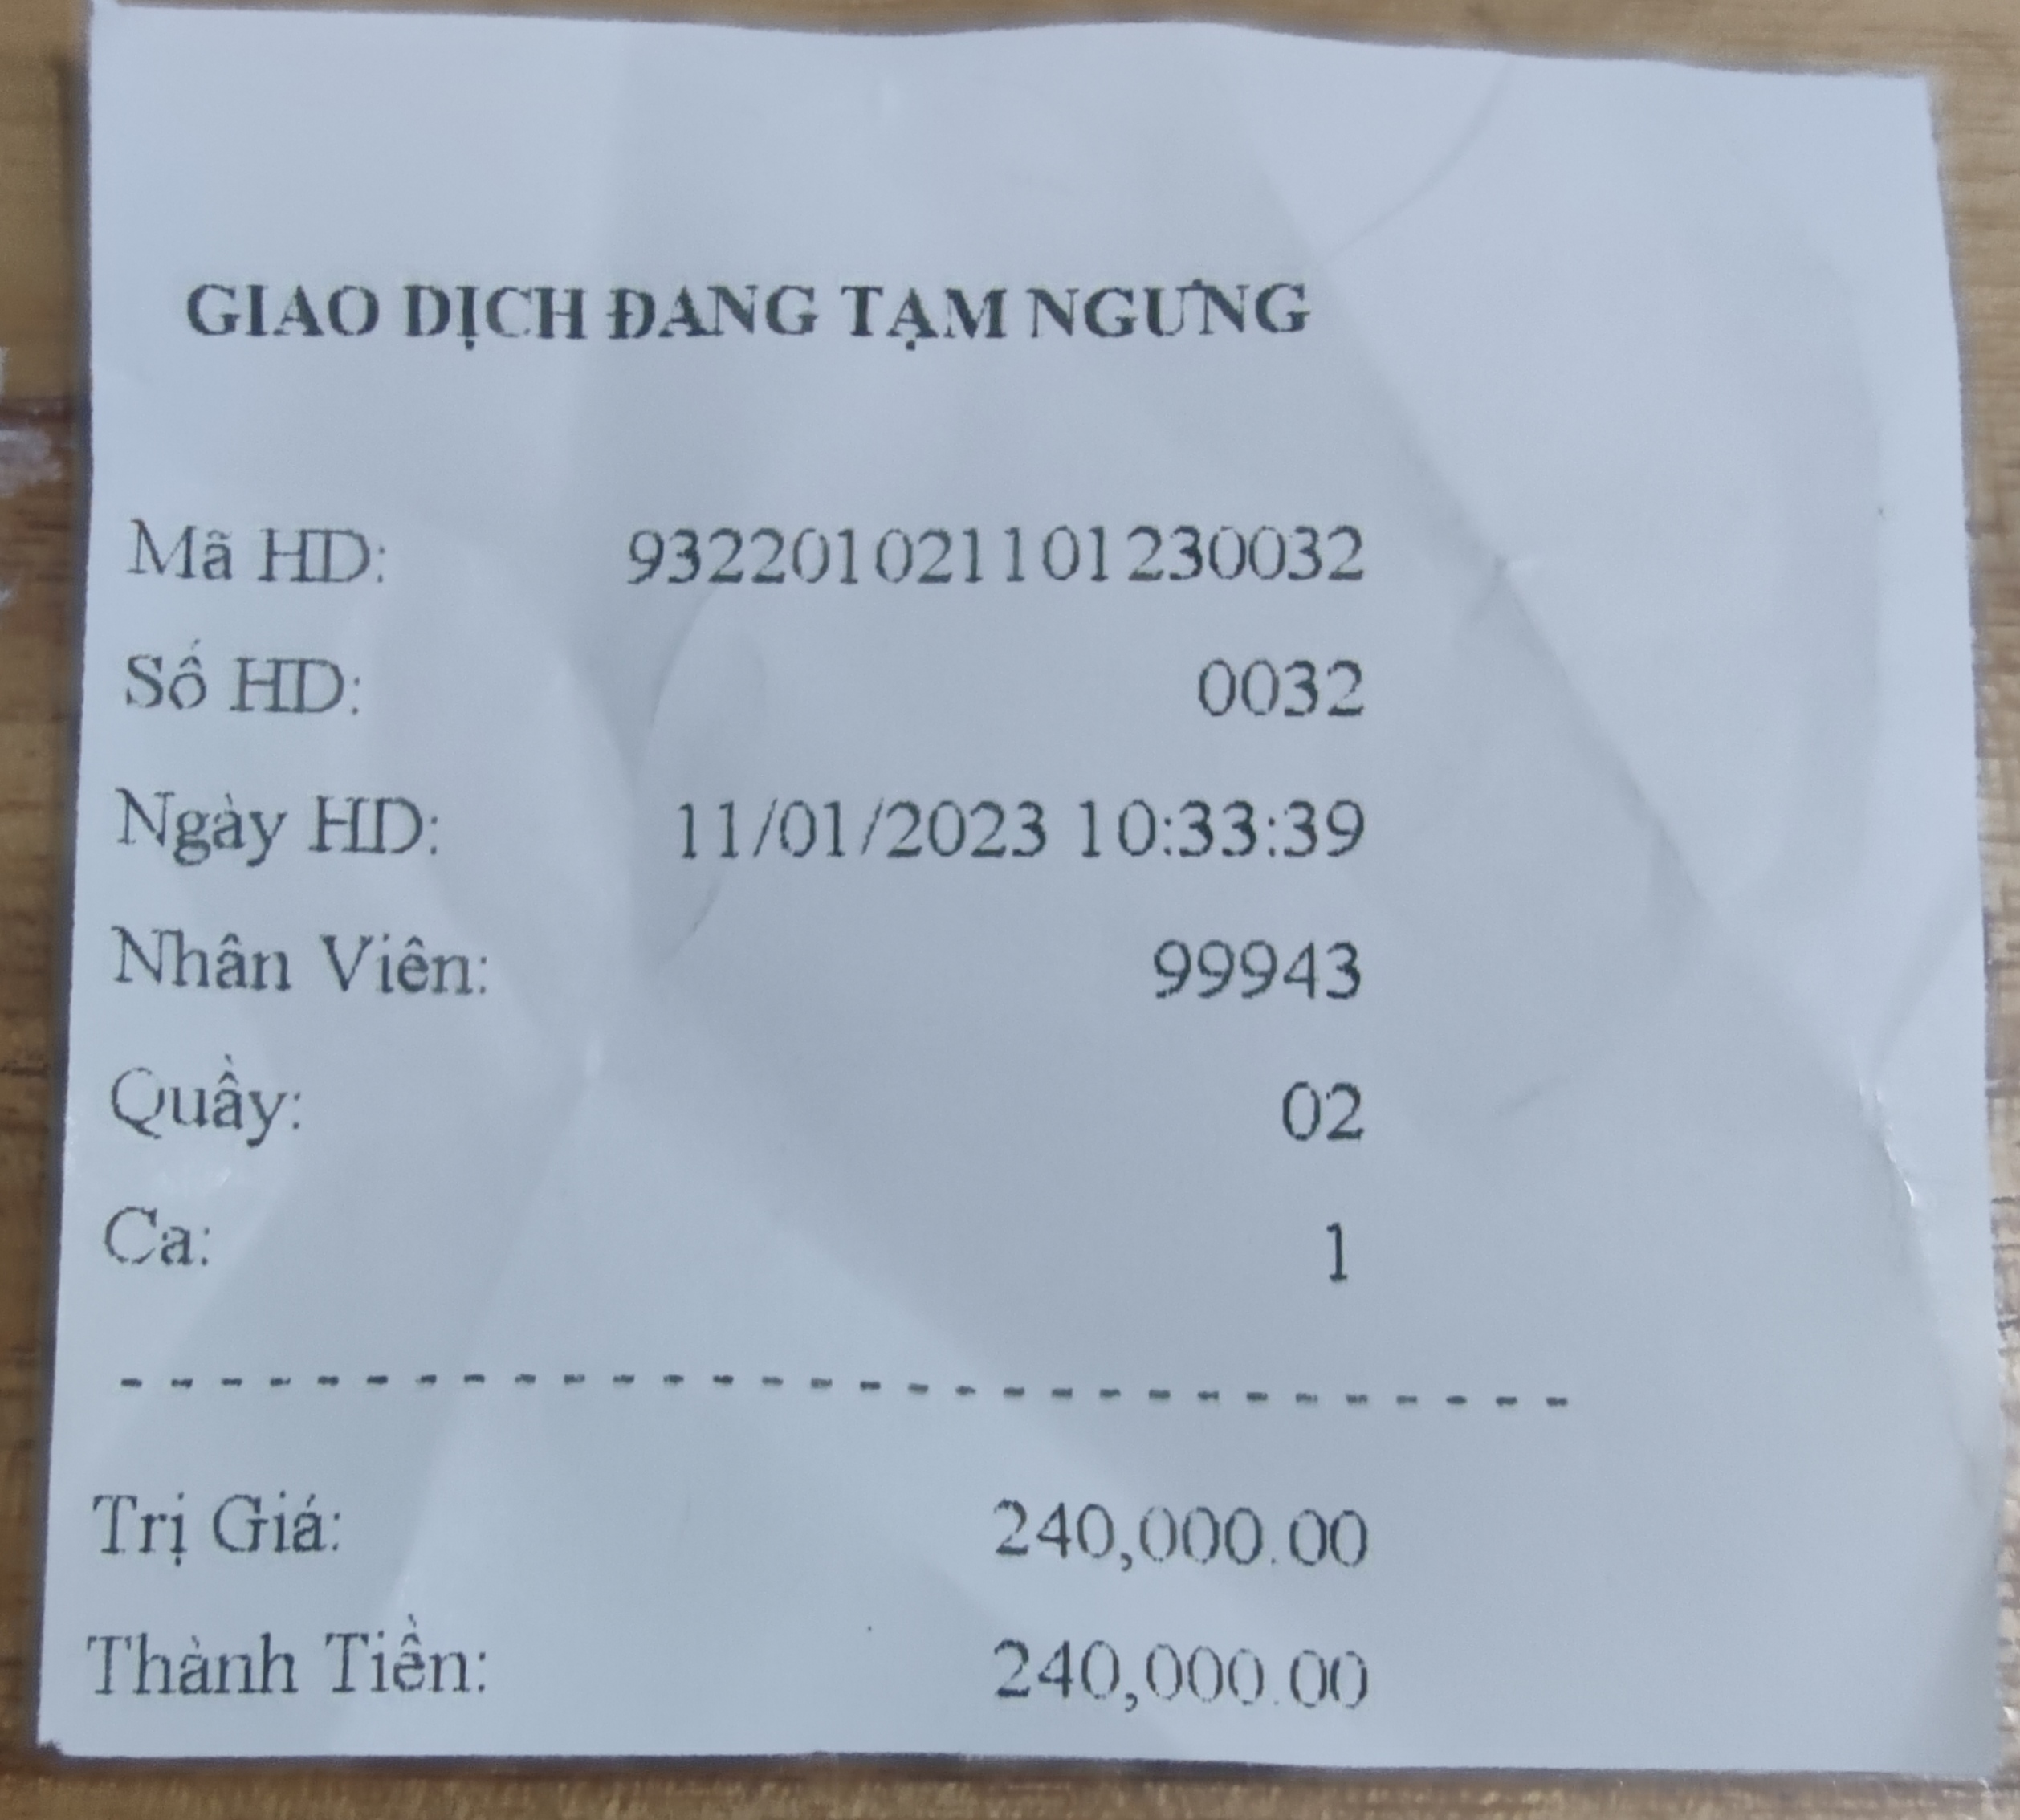 GIAO DỊCH ĐANG TẠM NGƯNG
Mã HD: 932201021101230032
Số HD: 0032
Ngày HD: 11/01/2023 10:33:39
Nhân Viên: 99943
Quầy: 02
Ca: 1
- - - - - - - - - - - - - - - - - - - - - - - - - - - - - -
Trị Giá: 240,000.00
Thành Tiền: 240,000.00